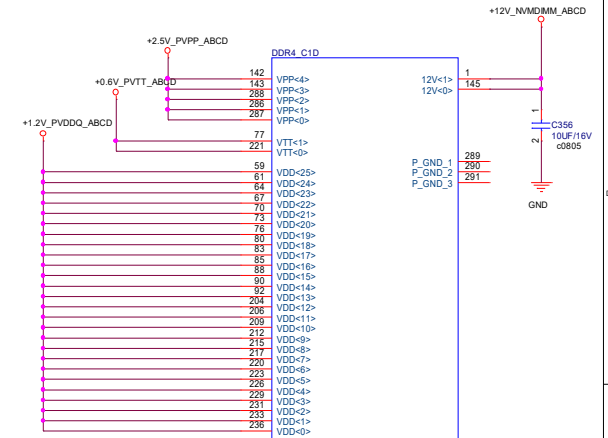 +12V_NVMDIMM_ABCD
+2.5V_PVPP_ABCD
DDR4_C1D
142 VPP<4> 12V<1> 1
143 VPP<3> 12V<0> 145
288 VPP<2>
286 VPP<1>
287 VPP<0>
+0.6V_PVTT_ABCD
1
C356
10UF/16V
2
c0805
+1.2V_PVDDQ_ABCD
77 VTT<1>
221 VTT<0>
P_GND_1 289
P_GND_2 290
P_GND_3 291
GND
59 VDD<25>
61 VDD<24>
64 VDD<23>
67 VDD<22>
70 VDD<21>
73 VDD<20>
76 VDD<19>
80 VDD<18>
83 VDD<17>
85 VDD<16>
88 VDD<15>
90 VDD<14>
92 VDD<13>
204 VDD<12>
206 VDD<11>
209 VDD<10>
212 VDD<9>
215 VDD<8>
217 VDD<7>
220 VDD<6>
223 VDD<5>
226 VDD<4>
229 VDD<3>
231 VDD<2>
233 VDD<1>
236 VDD<0>